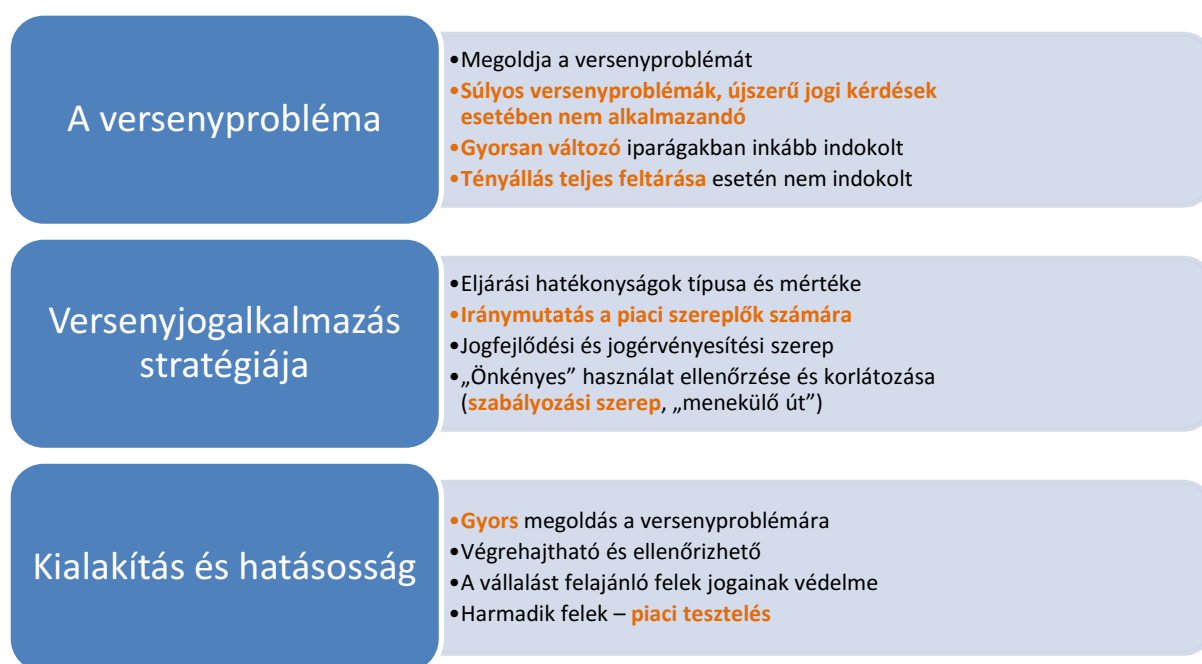 A versenyprobléma
•Megoldja a versenyproblémát
•Súlyos versenyproblémák, újszerű jogi kérdések
esetében nem alkalmazandó
•Gyorsan változó iparágakban inkább indokolt
•Tényállás teljes feltárása esetén nem indokolt
Versenyjogalkalmazás
stratégiája
•Eljárási hatékonyságok típusa és mértéke
•Iránymutatás a piaci szereplők számára
•Jogfejlődési és jogérvényesítési szerep
•„Önkényes” használat ellenőrzése és korlátozása
(szabályozási szerep, „menekülő út”)
Kialakítás és hatásosság
•Gyors megoldás a versenyproblémára
•Végrehajtható és ellenőrizhető
•A vállalást felajánló felek jogainak védelme
•Harmadik felek – piaci tesztelés